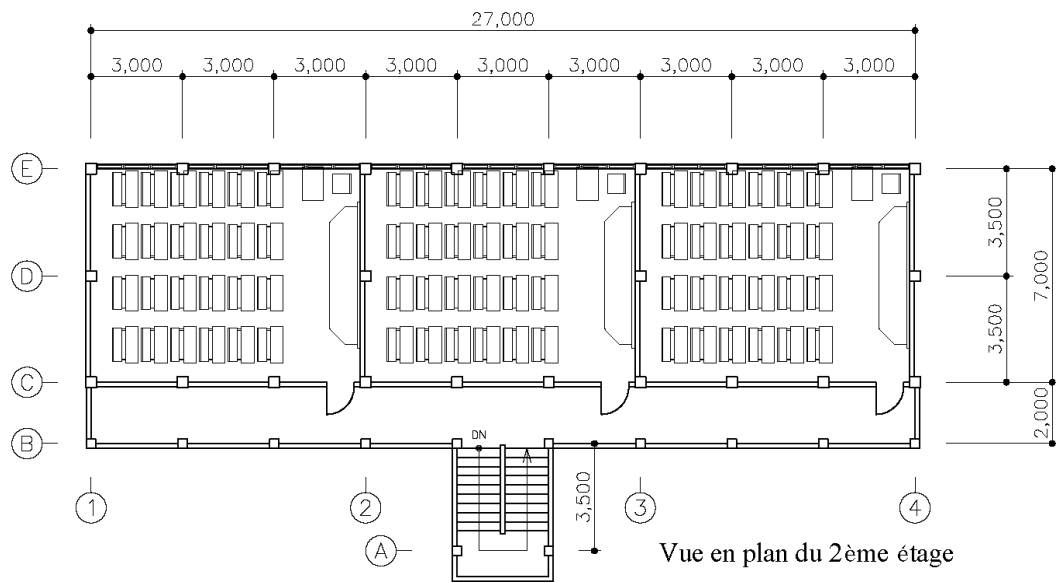 27,000
3,000 3,000 3,000 3,000 3,000 3,000 3,000 3,000 3,000
E
3,500
D
7,000
3,500
C
2,000
B
DN
1 2 3 4
3,500
A
Vue en plan du 2ème étage